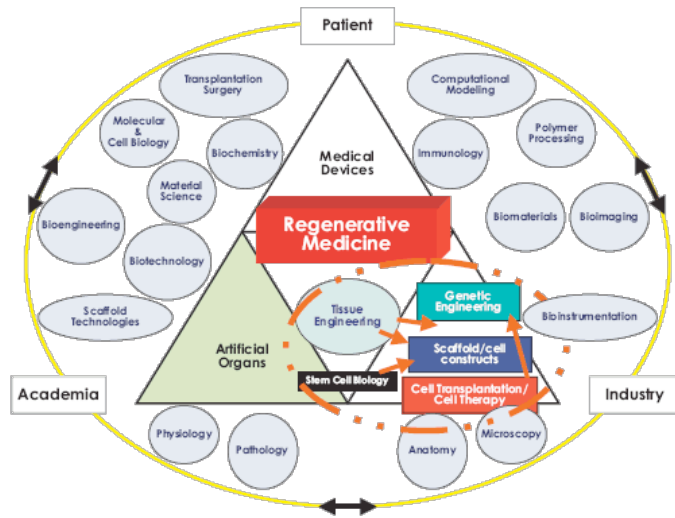 Patient
Transplantation
Surgery
Computational
Modeling
Molecular
&
Cell Biology
Polymer
Processing
Biochemistry
Medical
Devices
Immunology
Material
Science
Regenerative
Medicine
Bioengineering
Biomaterials
Bioimaging
Biotechnology
Scaffold
Technologies
Tissue
Engineering
Genetic
Engineering
Bioinstrumentation
Artificial
Organs
Scaffold/cell
constructs
Stem Cell Biology
Cell Transplantation/
Cell Therapy
Academia
Industry
Physiology
Pathology
Anatomy
Microscopy